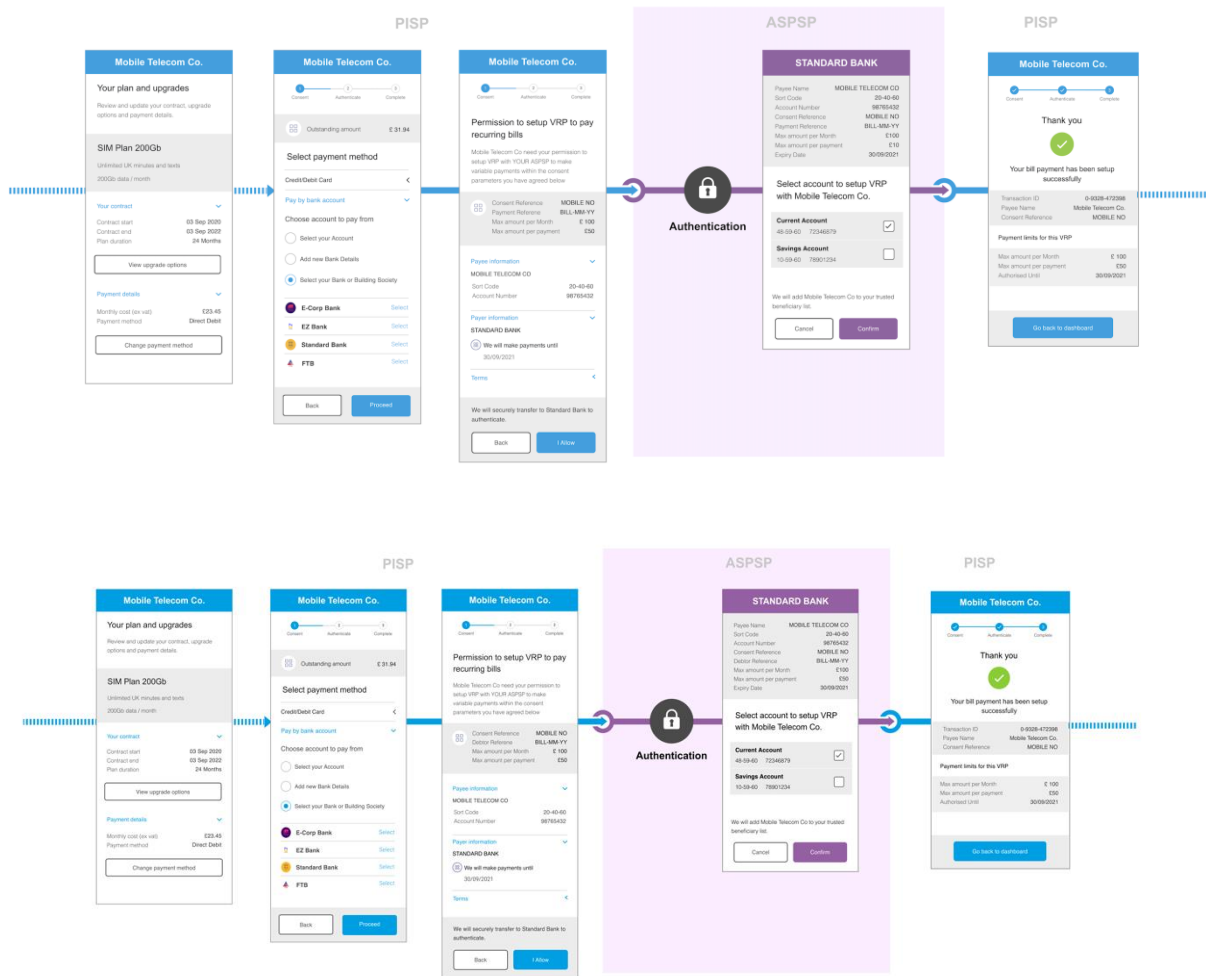 PISP
ASPSP
PISP
Mobile Telecom Co.
Your plan and upgrades
Review and update your contract, upgrade
options and payment details.
SIM Plan 200Gb
Unlimited UK minutes and texts
200Gb data / month
Your contract
Contract start 03 Sep 2020
Contract end 03 Sep 2022
Plan duration 24 Months
View upgrade options
Payment details
Monthly cost (ex vat) £23.45
Payment method Direct Debit
Change payment method
Mobile Telecom Co.
1 2 3
Consent Authenticate Complete
Outstanding amount £ 31.94
Select payment method
Credit/Debit Card
Pay by bank account
Choose account to pay from
Select your Account
Add new Bank Details
Select your Bank or Building Society
E-Corp Bank Select
EZ Bank Select
Standard Bank Select
FTB Select
Back Proceed
Mobile Telecom Co.
1 2 3
Consent Authenticate Complete
Permission to setup VRP to pay
recurring bills
Mobile Telecom Co need your permission to
setup VRP with YOUR ASPSP to make
variable payments within the consent
parameters you have agreed below
Consent Reference MOBILE NO
Payment Referene BILL-MM-YY
Max amount per Month £ 100
Max amount per payment £50
Payee information
MOBILE TELECOM CO
Sort Code 20-40-60
Account Number 98765432
Payer information
STANDARD BANK
We will make payments until
30/09/2021
Terms
We will securely transfer to Standard Bank to
authenticate.
Back I Allow
Authentication
STANDARD BANK
Payee Name MOBILE TELECOM CO
Sort Code 20-40-60
Account Number 98765432
Consent Reference MOBILE NO
Payment Reference BILL-MM-YY
Max amount per Month £100
Max amount per payment £10
Expiry Date 30/09/2021
Select account to setup VRP
with Mobile Telecom Co.
Current Account
48-59-60 72346879
Savings Account
10-59-60 78901234
We will add Mobile Telecom Co to your trusted
beneficiary list.
Cancel Confirm
Mobile Telecom Co.
3
Consent Authenticate Complete
Thank you
Your bill payment has been setup
successfully
Transaction ID 0-9328-472398
Payee Name Mobile Telecom Co.
Consent Reference MOBILE NO
Payment limits for this VRP
Max amount per Month £ 100
Max amount per payment £50
Authorised Until 30/09/2021
Go back to dashboard
PISP
ASPSP
PISP
Mobile Telecom Co.
Your plan and upgrades
Review and update your contract, upgrade
options and payment details.
SIM Plan 200Gb
Unlimited UK minutes and texts
200Gb data / month
Your contract
Contract start 03 Sep 2020
Contract end 03 Sep 2022
Plan duration 24 Months
View upgrade options
Payment details
Monthly cost (ex vat) £23.45
Payment method Direct Debit
Change payment method
Mobile Telecom Co.
1 2 3
Consent Authenticate Complete
Outstanding amount £ 31.94
Select payment method
Credit/Debit Card
Pay by bank account
Choose account to pay from
Select your Account
Add new Bank Details
Select your Bank or Building Society
E-Corp Bank Select
EZ Bank Select
Standard Bank Select
FTB Select
Back Proceed
Mobile Telecom Co.
1 2 3
Consent Authenticate Complete
Permission to setup VRP to pay
recurring bills
Mobile Telecom Co need your permission to
setup VRP with YOUR ASPSP to make
variable payments within the consent
parameters you have agreed below
Consent Reference MOBILE NO
Debtor Referene BILL-MM-YY
Max amount per Month £ 100
Max amount per payment £50
Payee information
MOBILE TELECOM CO
Sort Code 20-40-60
Account Number 98765432
Payer information
STANDARD BANK
We will make payments until
30/09/2021
Terms
We will securely transfer to Standard Bank to
authenticate.
Back I Allow
Authentication
STANDARD BANK
Payee Name MOBILE TELECOM CO
Sort Code 20-40-60
Account Number 98765432
Consent Reference MOBILE NO
Debtor Reference BILL-MM-YY
Max amount per Month £100
Max amount per payment £50
Expiry Date 30/09/2021
Select account to setup VRP
with Mobile Telecom Co.
Current Account
48-59-60 72346879
Savings Account
10-59-60 78901234
We will add Mobile Telecom Co to your trusted
beneficiary list.
Cancel Confirm
Mobile Telecom Co.
3
Consent Authenticate Complete
Thank you
Your bill payment has been setup
successfully
Transaction ID 0-9328-472398
Payee Name Mobile Telecom Co.
Consent Reference MOBILE NO
Payment limits for this VRP
Max amount per Month £ 100
Max amount per payment £50
Authorised Until 30/09/2021
Go back to dashboard